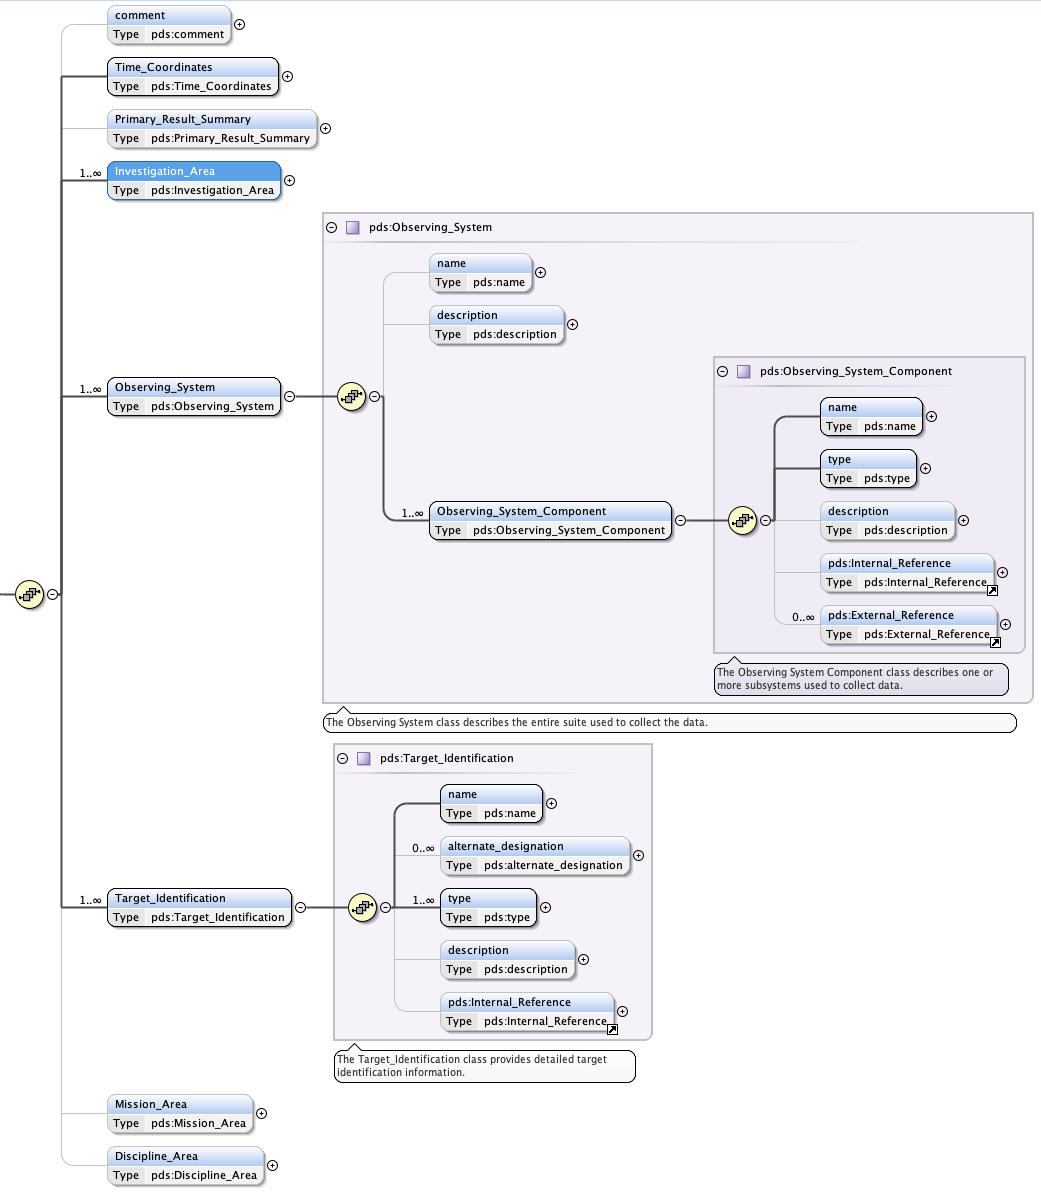 comment
Type pds:comment
Time_Coordinates
Type pds:Time_Coordinates
Primary_Result_Summary
Type pds:Primary_Result_Summary
1..∞
Investigation_Area
Type pds:Investigation_Area
1..∞
Observing_System
Type pds:Observing_System
pds:Observing_System
name
Type pds:name
description
Type pds:description
1..∞
Observing_System_Component
Type pds:Observing_System_Component
pds:Observing_System_Component
name
Type pds:name
type
Type pds:type
description
Type pds:description
pds:Internal_Reference
Type pds:Internal_Reference
0..∞
pds:External_Reference
Type pds:External_Reference
The Observing System Component class describes one or
more subsystems used to collect data.
The Observing System class describes the entire suite used to collect the data.
1..∞
Target_Identification
Type pds:Target_Identification
pds:Target_Identification
name
Type pds:name
0..∞
alternate_designation
Type pds:alternate_designation
1..∞
type
Type pds:type
description
Type pds:description
pds:Internal_Reference
Type pds:Internal_Reference
The Target_Identification class provides detailed target
identification information.
Mission_Area
Type pds:Mission_Area
Discipline_Area
Type pds:Discipline_Area